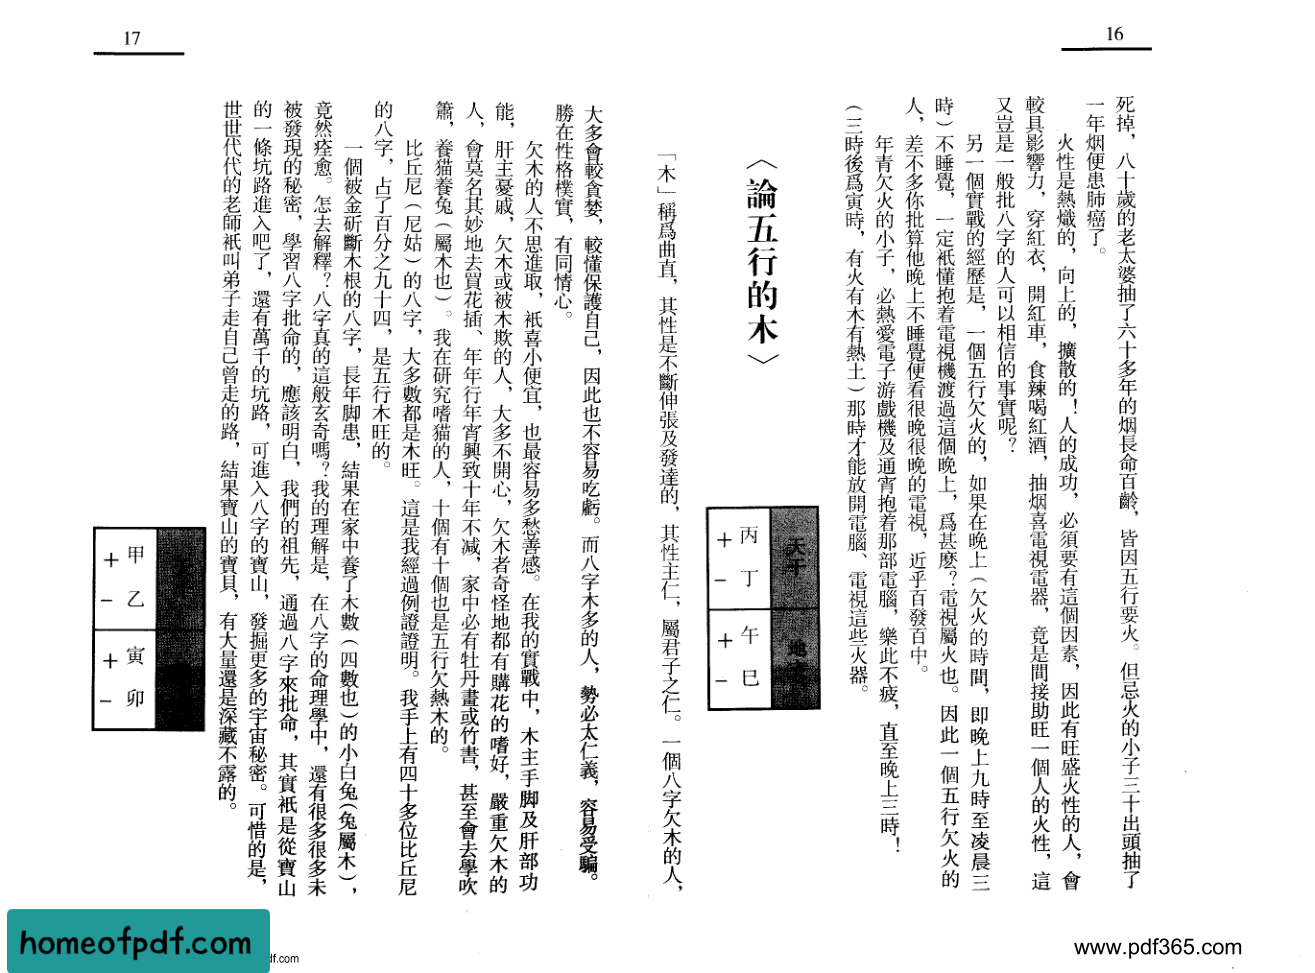 16
死掉，八十歲的老太婆抽了六十多年的烟長命百齡，皆因五行要火。但忌火的小子三十出頭抽了
一年烟便患肺癌了。
火性是熱熾的，向上的，擴散的！人的成功，必須要有這個因素，因此有旺盛火性的人，會
較具影響力，穿紅衣，開紅車，食辣喝紅酒，抽烟喜電視電器，竟是間接助旺一個人的火性，這
又豈是一般批八字的人可以相信的事實呢？
另一個實戰的經歷是，一個五行欠火的，如果在晚上（欠火的時間，即晚上九時至凌晨三
時）不睡覺，一定祇懂抱着電視機渡過這個晚上，爲甚麽？電視屬火也。因此一個五行欠火的
人，差不多你批算他晚上不睡覺便看很晚很晚的電視，近乎百發百中。
年青欠火的小子，必熱愛電子游戲機及通宵抱着那部電腦，樂此不疲，直至晚上三時！
（三時後爲寅時，有火有木有熱土）那時才能放開電腦、電視這些火器。
天干 地支
丙 + 丁 - 午 + 巳 -
〈論五行的木〉
「木」稱爲曲直，其性是不斷伸張及發達的，其性主仁，屬君子之仁。一個八字欠木的人，
17
大多會較貪婪，較懂保護自己，因此也不容易吃虧。而八字木多的人，勢必太仁義，容易受騙。
勝在性格樸實，有同情心。
欠木的人不思進取，祇喜小便宜，也最容易多愁善感。在我的實戰中，木主手脚及肝部功
能，肝主憂戚，欠木或被木欺的人，大多不開心，欠木者奇怪地都有購花的嗜好，嚴重欠木的
人，會莫名其妙地去買花插、年年行年宵興致十年不减，家中必有牡丹畫或竹書，甚至會去學吹
簫，養猫養兔（屬木也）。我在研究嗜猫的人，十個有十個也是五行欠熱木的。
比丘尼（尼姑）的八字，大多數都是木旺。這是我經過例證證明。我手上有四十多位比丘尼
的八字，占了百分之九十四，是五行木旺的。
一個被金斫斷木根的八字，長年脚患，結果在家中養了木數（四數也）的小白兔（兔屬木），
竟然痊愈。怎去解釋？八字真的這般玄奇嗎？我的理解是，在八字的命理學中，還有很多很多未
被發現的秘密，學習八字批命的，應該明白，我們的祖先，通過八字來批命，其實祇是從寶山
的一條坑路進入吧了，還有萬千的坑路，可進入八字的寶山，發掘更多的宇宙秘密。可惜的是，
世世代代的老師祇叫弟子走自己曾走的路，結果寶山的寶貝，有大量還是深藏不露的。
甲 + 乙 - 寅 + 卯 -
homeofpdf.com
df.com
www.pdf365.com